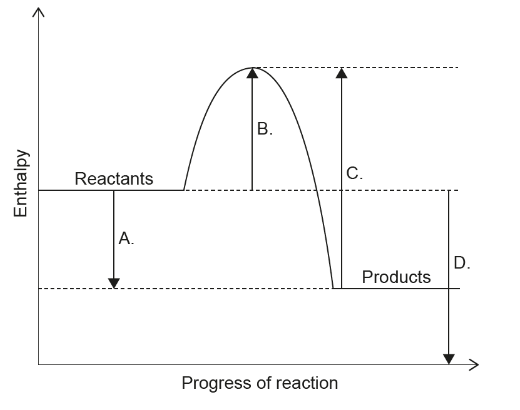 B.
C.
Reactants
A.
D.
Products
Enthalpy
Progress of reaction